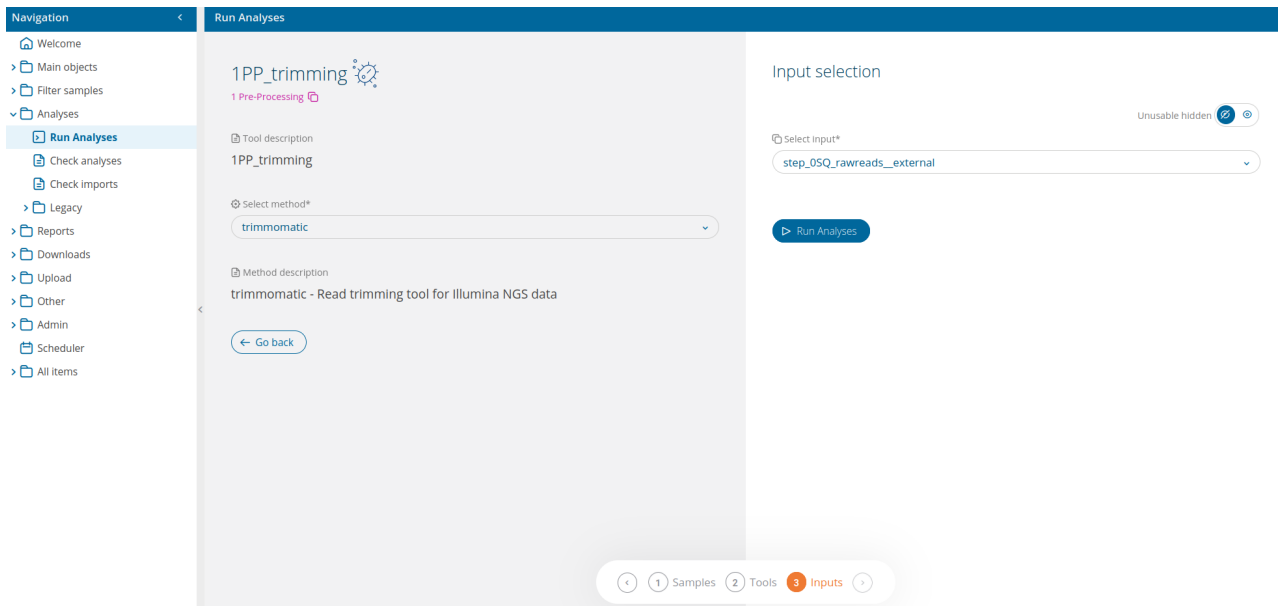 Navigation
Welcome
Main objects
Filter samples
Analyses
Run Analyses
Check analyses
Check imports
Legacy
Reports
Downloads
Upload
Other
Admin
Scheduler
All items
Run Analyses
1PP_trimming
1 Pre-Processing
Tool description
1PP_trimming
Select method*
trimmomatic
Method description
trimmomatic - Read trimming tool for Illumina NGS data
Go back
Input selection
Unusable hidden
Select input*
step_0SQ_rawreads__external
Run Analyses
1 Samples 2 Tools 3 Inputs